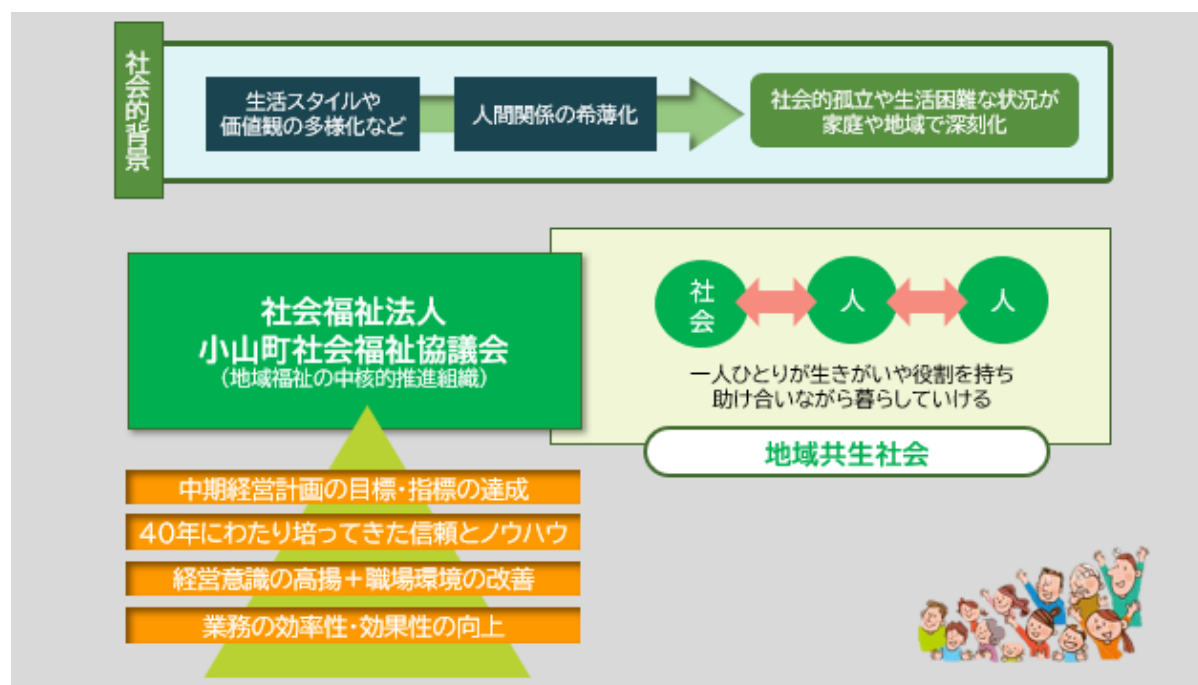 社会的背景
生活スタイルや
価値観の多様化など
人間関係の希薄化
社会的孤立や生活困難な状況が
家庭や地域で深刻化
社会福祉法人
小山町社会福祉協議会
（地域福祉の中核的推進組織）
社会
人
人
一人ひとりが生きがいや役割を持ち
助け合いながら暮らしていける
地域共生社会
中期経営計画の目標・指標の達成
40年にわたり培ってきた信頼とノウハウ
経営意識の高揚＋職場環境の改善
業務の効率性・効果性の向上